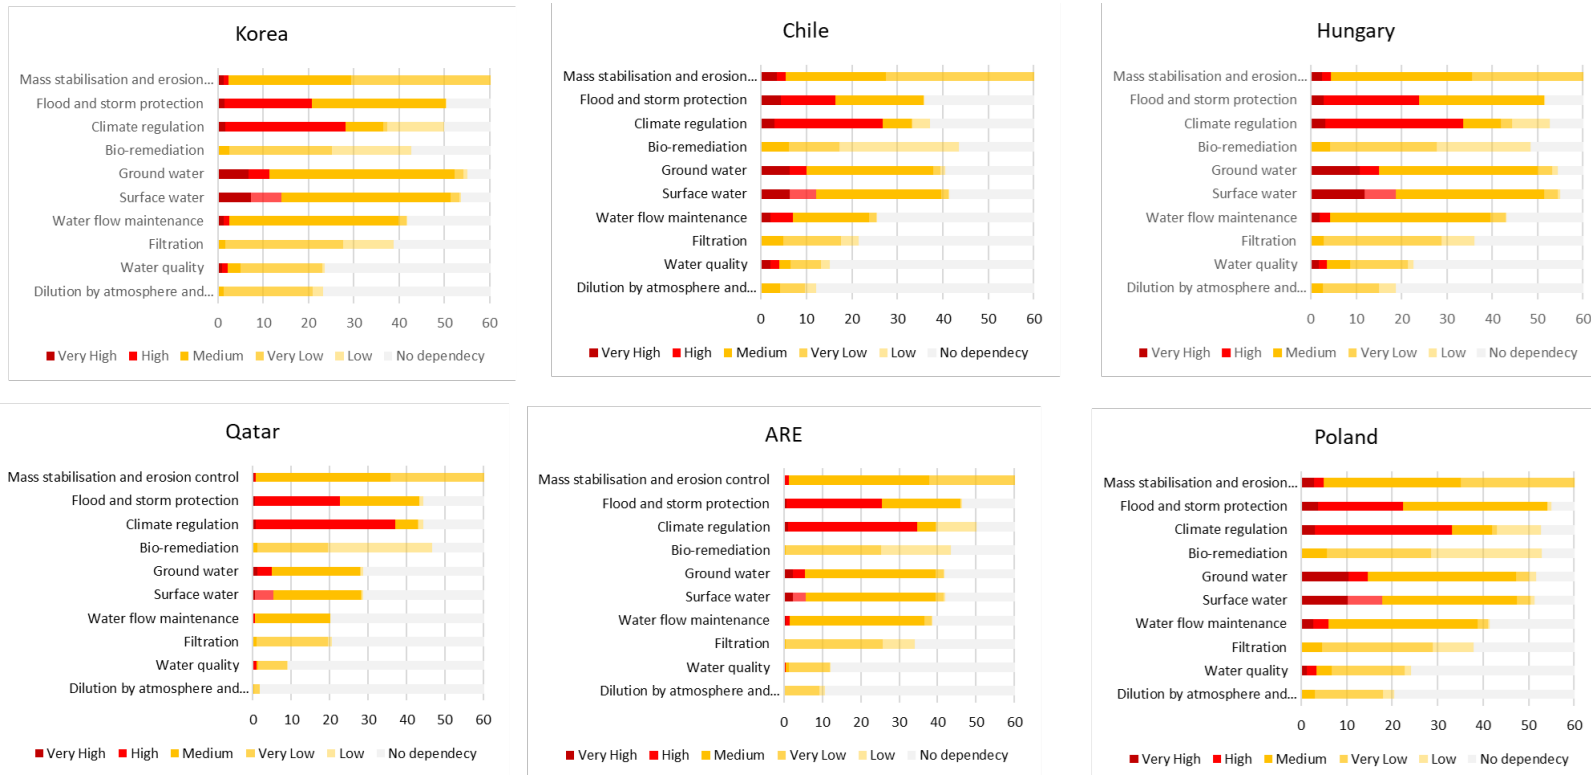 Korea
Mass stabilisation and erosion...
Flood and storm protection
Climate regulation
Bio-remediation
Ground water
Surface water
Water flow maintenance
Filtration
Water quality
Dilution by atmosphere and...
0 10 20 30 40 50 60
Very High High Medium Very Low Low No dependecy
Chile
Mass stabilisation and erosion...
Flood and storm protection
Climate regulation
Bio-remediation
Ground water
Surface water
Water flow maintenance
Filtration
Water quality
Dilution by atmosphere and...
0 10 20 30 40 50 60
Very High High Medium Very Low Low No dependecy
Hungary
Mass stabilisation and erosion...
Flood and storm protection
Climate regulation
Bio-remediation
Ground water
Surface water
Water flow maintenance
Filtration
Water quality
Dilution by atmosphere and...
0 10 20 30 40 50 60
Very High High Medium Very Low Low No dependecy
Qatar
Mass stabilisation and erosion control
Flood and storm protection
Climate regulation
Bio-remediation
Ground water
Surface water
Water flow maintenance
Filtration
Water quality
Dilution by atmosphere and...
0 10 20 30 40 50 60
Very High High Medium Very Low Low No dependecy
ARE
Mass stabilisation and erosion control
Flood and storm protection
Climate regulation
Bio-remediation
Ground water
Surface water
Water flow maintenance
Filtration
Water quality
Dilution by atmosphere and...
0 10 20 30 40 50 60
Very High High Medium Very Low Low No dependecy
Poland
Mass stabilisation and erosion...
Flood and storm protection
Climate regulation
Bio-remediation
Ground water
Surface water
Water flow maintenance
Filtration
Water quality
Dilution by atmosphere and...
0 10 20 30 40 50 60
Very High High Medium Very Low Low No dependecy